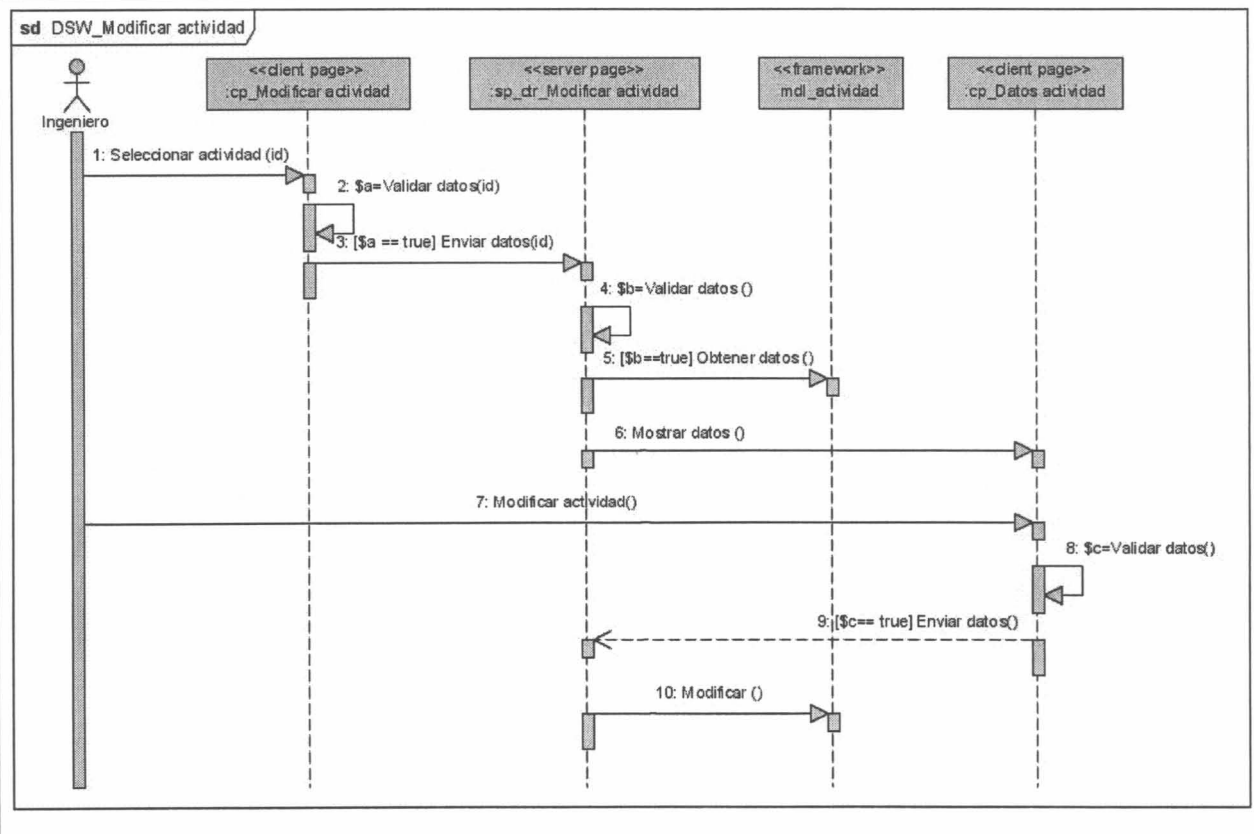 sd DSW_Modificar actividad
Ingeniero
<<client page>>
:cp_Modificar actividad
<<server page>>
:sp_ctr_Modificar actividad
<<framework>>
mdl_actividad
<<client page>>
:cp_Datos actividad
1: Seleccionar actividad (id)
2: $a=Validar datos(id)
3: [$a == true] Enviar datos(id)
4: $b=Validar datos ()
5: [$b==true] Obtener datos ()
6: Mostrar datos ()
7: Modificar actividad()
8: $c=Validar datos()
9: [$c== true] Enviar datos()
10: Modificar ()